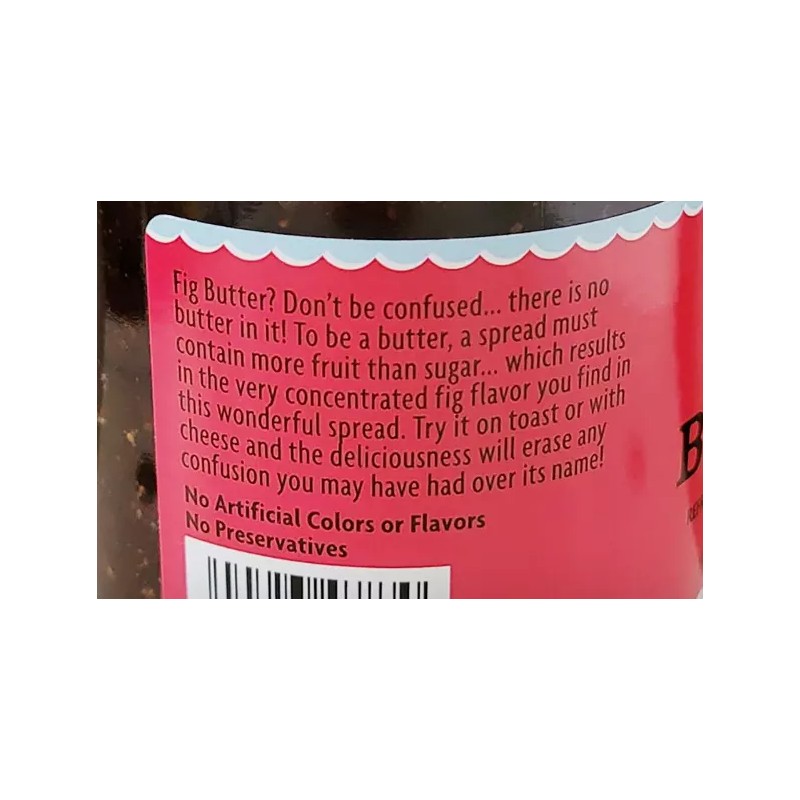 Fig Butter? Don't be confused... there is no
butter in it! To be a butter, a spread must
contain more fruit than sugar... which results
in the very concentrated fig flavor you find in
this wonderful spread. Try it on toast or with
cheese and the deliciousness will erase any
confusion you may have had over its name!
No Artificial Colors or Flavors
No Preservatives